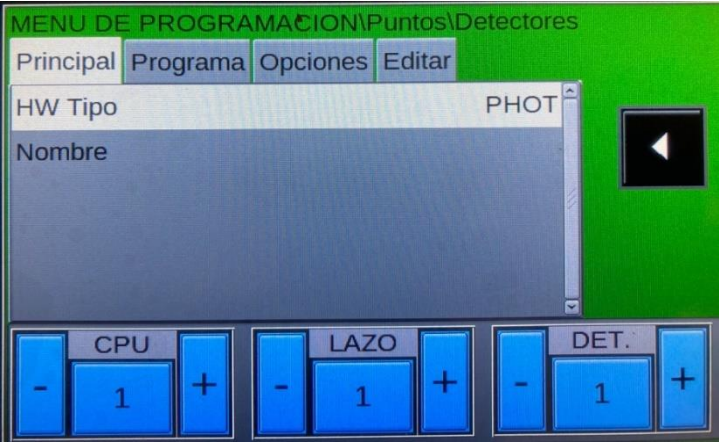 MENU DE PROGRAMACION\Puntos\Detectores
Principal Programa Opciones Editar
HW Tipo PHOT
Nombre
CPU LAZO DET.
- 1 + - 1 + - 1 +